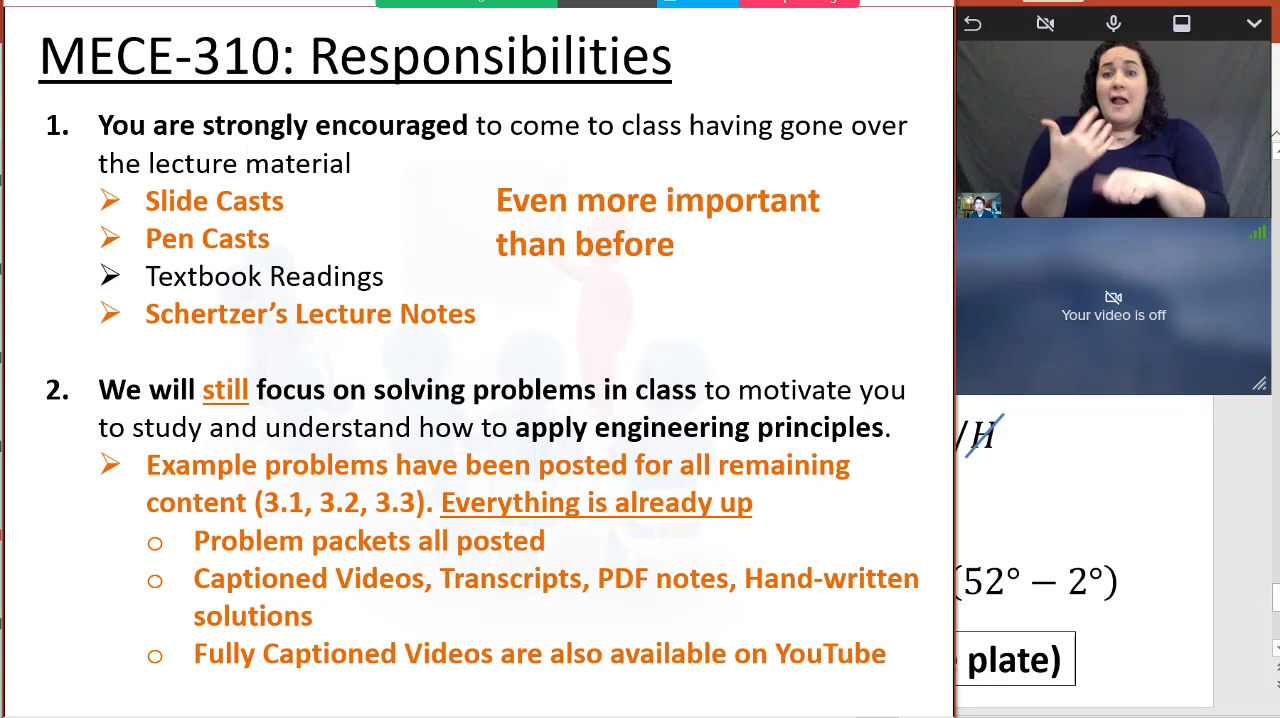 MECE-310: Responsibilities
1. You are strongly encouraged to come to class having gone over
the lecture material
➢ Slide Casts
➢ Pen Casts
➢ Textbook Readings
➢ Schertzer’s Lecture Notes
Even more important
than before
2. We will still focus on solving problems in class to motivate you
to study and understand how to apply engineering principles.
➢ Example problems have been posted for all remaining
content (3.1, 3.2, 3.3). Everything is already up
o Problem packets all posted
o Captioned Videos, Transcripts, PDF notes, Hand-written
solutions
o Fully Captioned Videos are also available on YouTube
Your video is off
/H
(52° − 2°)
plate)